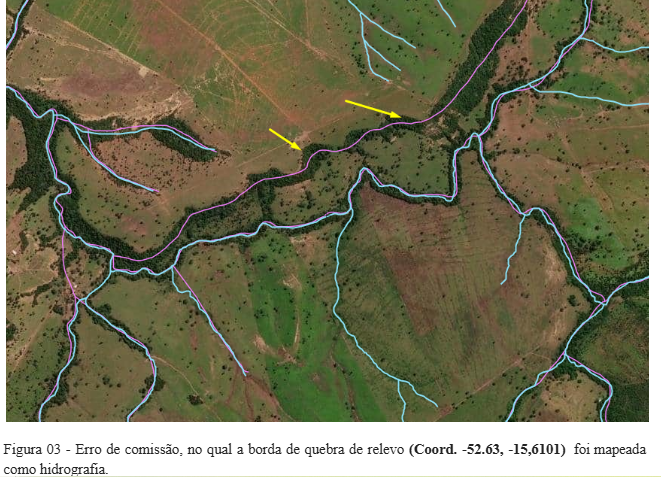 Figura 03 - Erro de comissão, no qual a borda de quebra de relevo (Coord. -52.63, -15,6101) foi mapeada
como hidrografia.